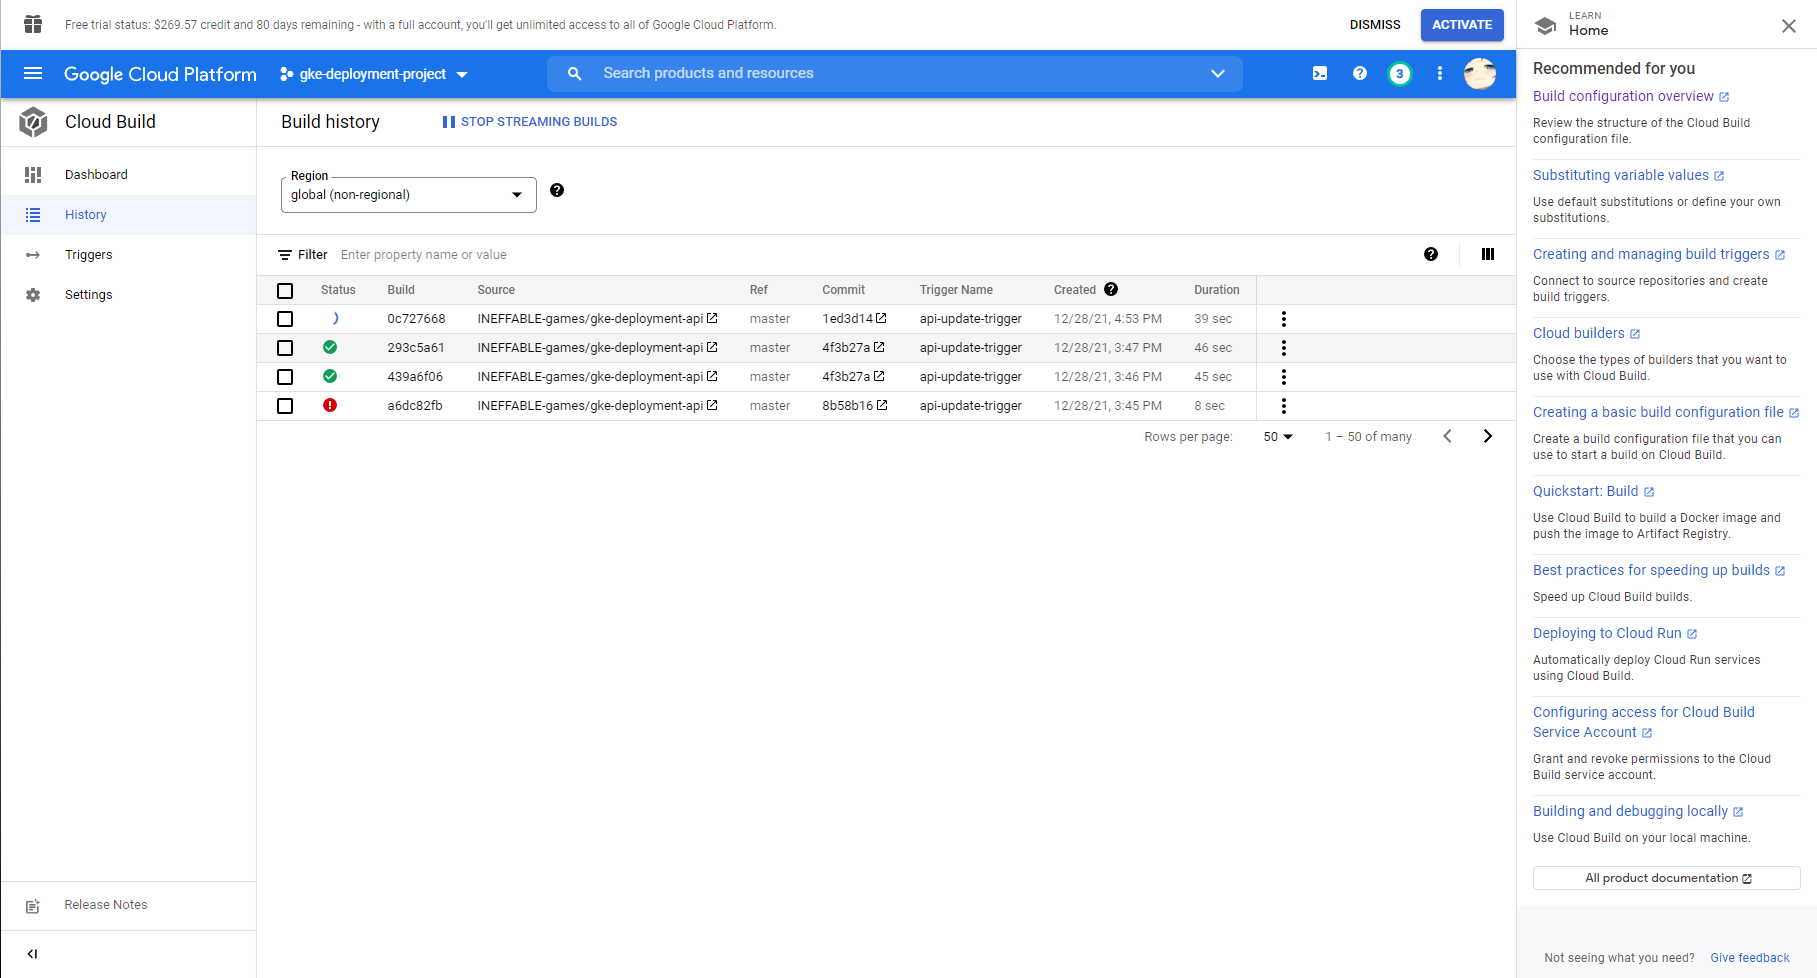 Free trial status: $269.57 credit and 80 days remaining - with a full account, you'll get unlimited access to all of Google Cloud Platform.
DISMISS
ACTIVATE
Google Cloud Platform
gke-deployment-project
Search products and resources
3
Cloud Build
Dashboard
History
Triggers
Settings
Release Notes
Build history
STOP STREAMING BUILDS
Region
global (non-regional)
Filter Enter property name or value
Status Build Source Ref Commit Trigger Name Created Duration
0c727668 INEFFABLE-games/gke-deployment-api master 1ed3d14 api-update-trigger 12/28/21, 4:53 PM 39 sec
293c5a61 INEFFABLE-games/gke-deployment-api master 4f3b27a api-update-trigger 12/28/21, 3:47 PM 46 sec
439a6f06 INEFFABLE-games/gke-deployment-api master 4f3b27a api-update-trigger 12/28/21, 3:46 PM 45 sec
a6dc82fb INEFFABLE-games/gke-deployment-api master 8b58b16 api-update-trigger 12/28/21, 3:45 PM 8 sec
Rows per page: 50 1 – 50 of many
LEARN
Home
Recommended for you
Build configuration overview
Review the structure of the Cloud Build
configuration file.
Substituting variable values
Use default substitutions or define your own
substitutions.
Creating and managing build triggers
Connect to source repositories and create
build triggers.
Cloud builders
Choose the types of builders that you want to
use with Cloud Build.
Creating a basic build configuration file
Create a build configuration file that you can
use to start a build on Cloud Build.
Quickstart: Build
Use Cloud Build to build a Docker image and
push the image to Artifact Registry.
Best practices for speeding up builds
Speed up Cloud Build builds.
Deploying to Cloud Run
Automatically deploy Cloud Run services
using Cloud Build.
Configuring access for Cloud Build
Service Account
Grant and revoke permissions to the Cloud
Build service account.
Building and debugging locally
Use Cloud Build on your local machine.
All product documentation
Not seeing what you need? Give feedback